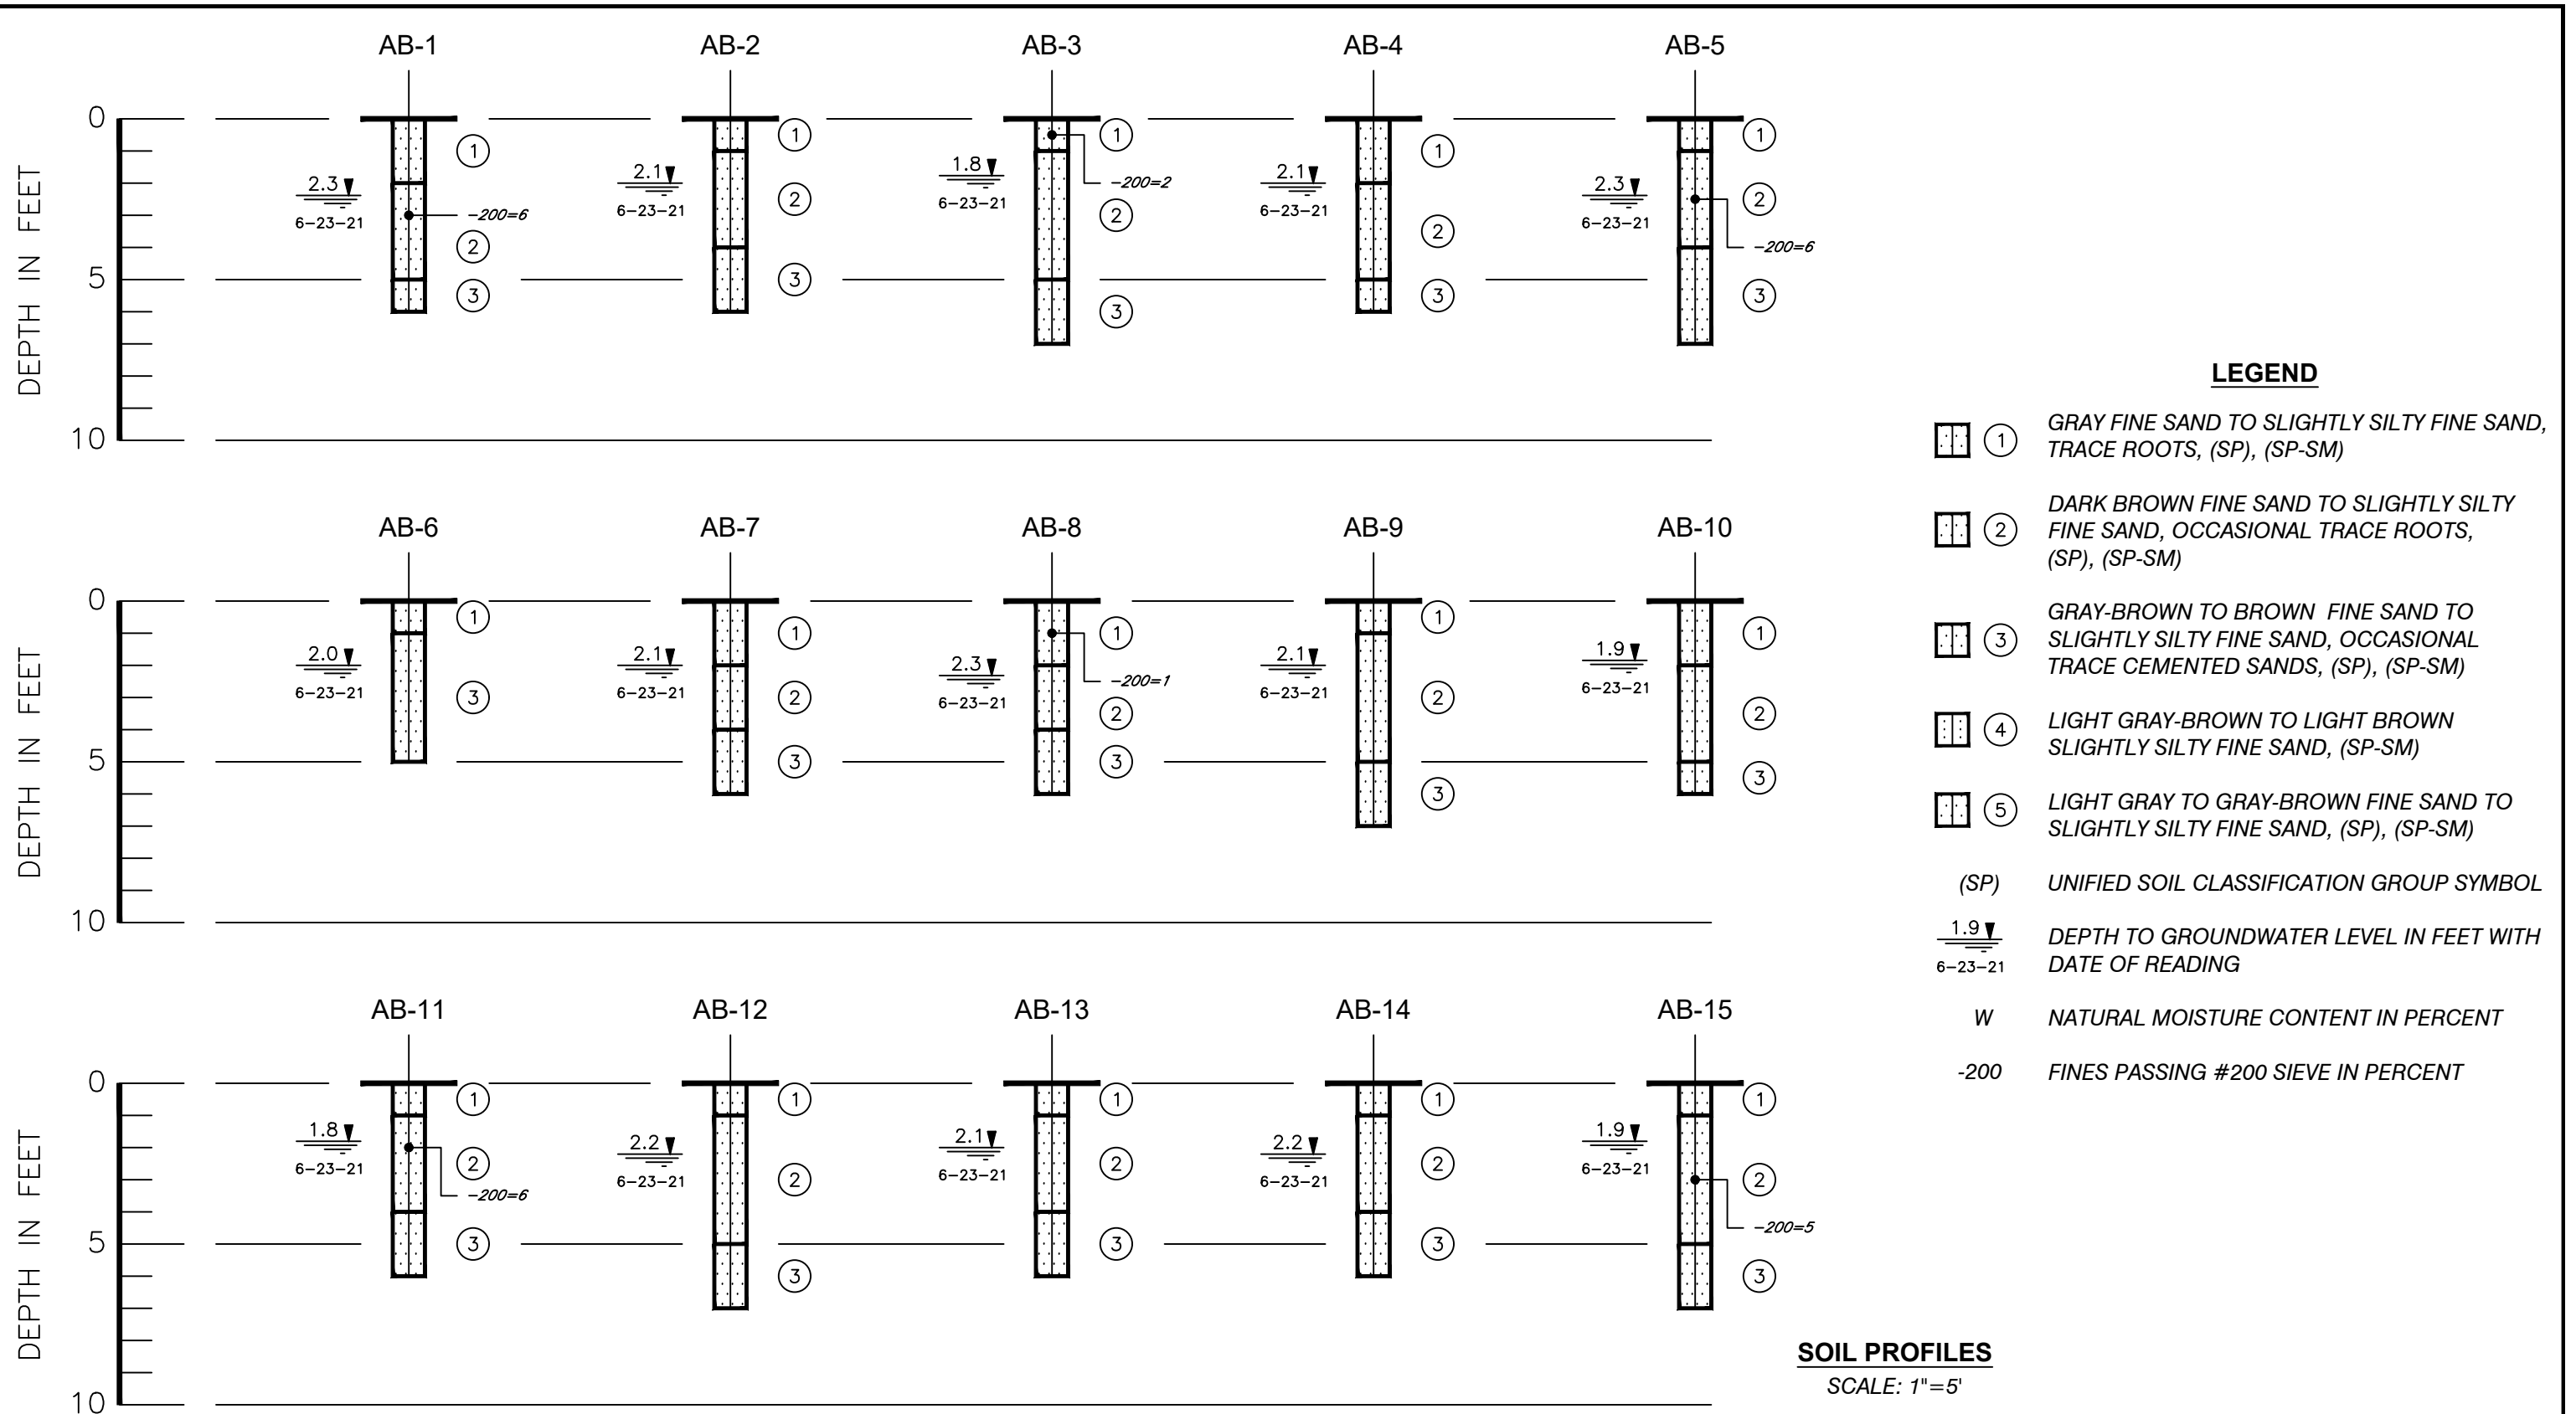 AB-1 AB-2 AB-3 AB-4 AB-5
DEPTH IN FEET
0
5
10
1 1 1 1 1
2.3 2.1 1.8 2.1 2.3
6-23-21 6-23-21 6-23-21 6-23-21 6-23-21
-200=6 -200=2 -200=6
2 2 2 2 2
3 3 3 3 3
AB-6 AB-7 AB-8 AB-9 AB-10
DEPTH IN FEET
0
5
10
1 1 1 1 1
2.0 2.1 2.3 2.1 1.9
6-23-21 6-23-21 6-23-21 6-23-21 6-23-21
-200=1
3 2 2 2 2
3 3 3 3
AB-11 AB-12 AB-13 AB-14 AB-15
DEPTH IN FEET
0
5
10
1 1 1 1 1
1.8 2.2 2.1 2.2 1.9
6-23-21 6-23-21 6-23-21 6-23-21 6-23-21
2 2 2 2 2
-200=6 -200=5
3 3 3 3 3
LEGEND
1 GRAY FINE SAND TO SLIGHTLY SILTY FINE SAND,
TRACE ROOTS, (SP), (SP-SM)
2 DARK BROWN FINE SAND TO SLIGHTLY SILTY
FINE SAND, OCCASIONAL TRACE ROOTS,
(SP), (SP-SM)
3 GRAY-BROWN TO BROWN FINE SAND TO
SLIGHTLY SILTY FINE SAND, OCCASIONAL
TRACE CEMENTED SANDS, (SP), (SP-SM)
4 LIGHT GRAY-BROWN TO LIGHT BROWN
SLIGHTLY SILTY FINE SAND, (SP-SM)
5 LIGHT GRAY TO GRAY-BROWN FINE SAND TO
SLIGHTLY SILTY FINE SAND, (SP), (SP-SM)
(SP) UNIFIED SOIL CLASSIFICATION GROUP SYMBOL
1.9 DEPTH TO GROUNDWATER LEVEL IN FEET WITH
6-23-21 DATE OF READING
W NATURAL MOISTURE CONTENT IN PERCENT
-200 FINES PASSING #200 SIEVE IN PERCENT
SOIL PROFILES
SCALE: 1"=5'